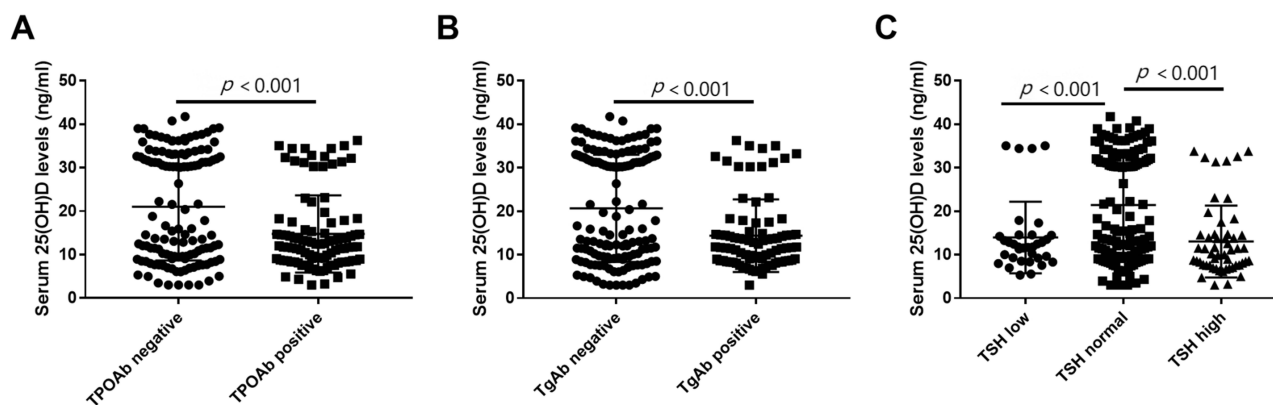 A
Serum 25(OH)D levels (ng/ml)
50
40
30
20
10
0
p < 0.001
TPOAb negative
TPOAb positive
B
Serum 25(OH)D levels (ng/ml)
50
40
30
20
10
0
p < 0.001
TgAb negative
TgAb positive
C
Serum 25(OH)D levels (ng/ml)
50
40
30
20
10
0
p < 0.001
p < 0.001
TSH low
TSH normal
TSH high